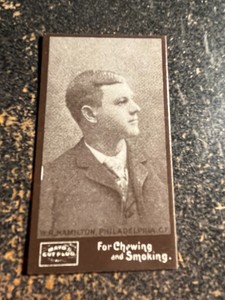 W.R. HAMILTON, PHILADELPHIA. C.F.
MAYO'S
CUT PLUG
For Chewing
and Smoking.